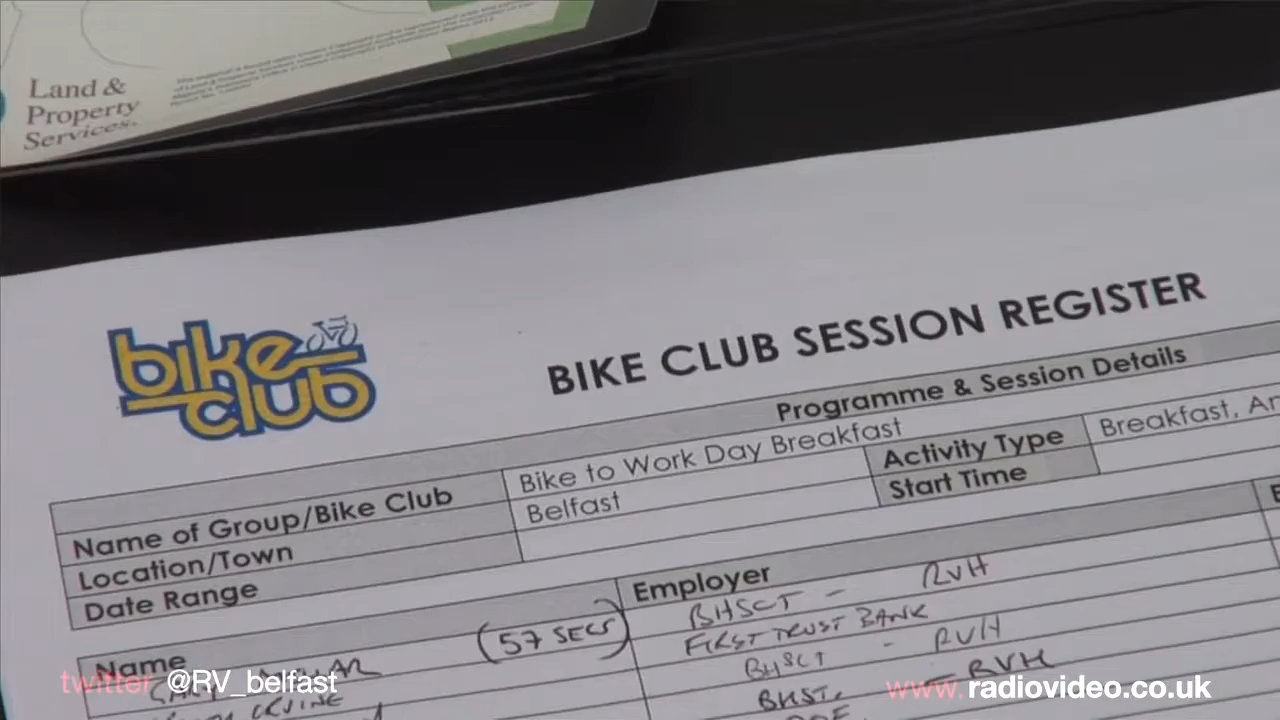 Land &
Property
Services
bike
club
BIKE CLUB SESSION REGISTER
Programme & Session Details
Name of Group/Bike Club
Bike to Work Day Breakfast
Activity Type
Breakfast,
Location/Town
Belfast
Start Time
Date Range
Name
Employer
(57 SECS)
BHSCT - RVH
FIRST TRUST BANK
BHSCT - RVH
RVH
twitter @RV_belfast
www.radiovideo.co.uk